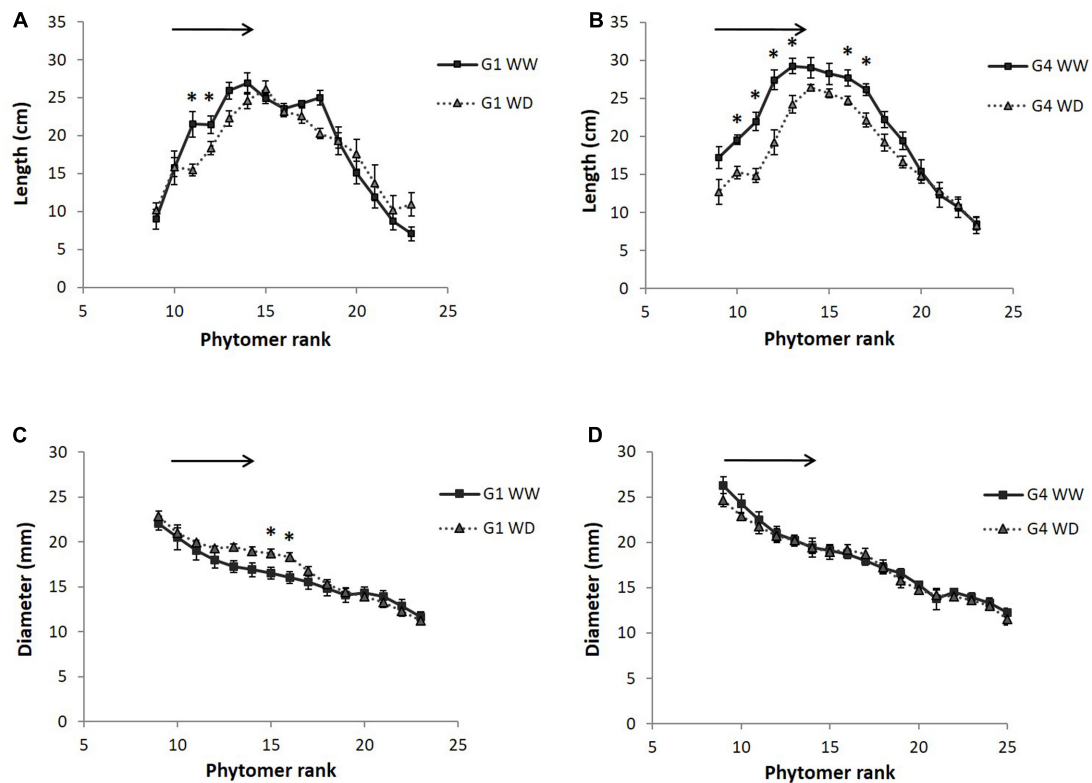 A
35
30
25
20
15
10
5
0
Length (cm)
* *
G1 WW
G1 WD
5 10 15 20 25
Phytomer rank
B
35
30
25
20
15
10
5
0
Length (cm)
* * * * * *
G4 WW
G4 WD
5 10 15 20 25
Phytomer rank
C
30
25
20
15
10
5
0
Diameter (mm)
* *
G1 WW
G1 WD
5 10 15 20 25
Phytomer rank
D
30
25
20
15
10
5
0
Diameter (mm)
G4 WW
G4 WD
5 10 15 20 25
Phytomer rank